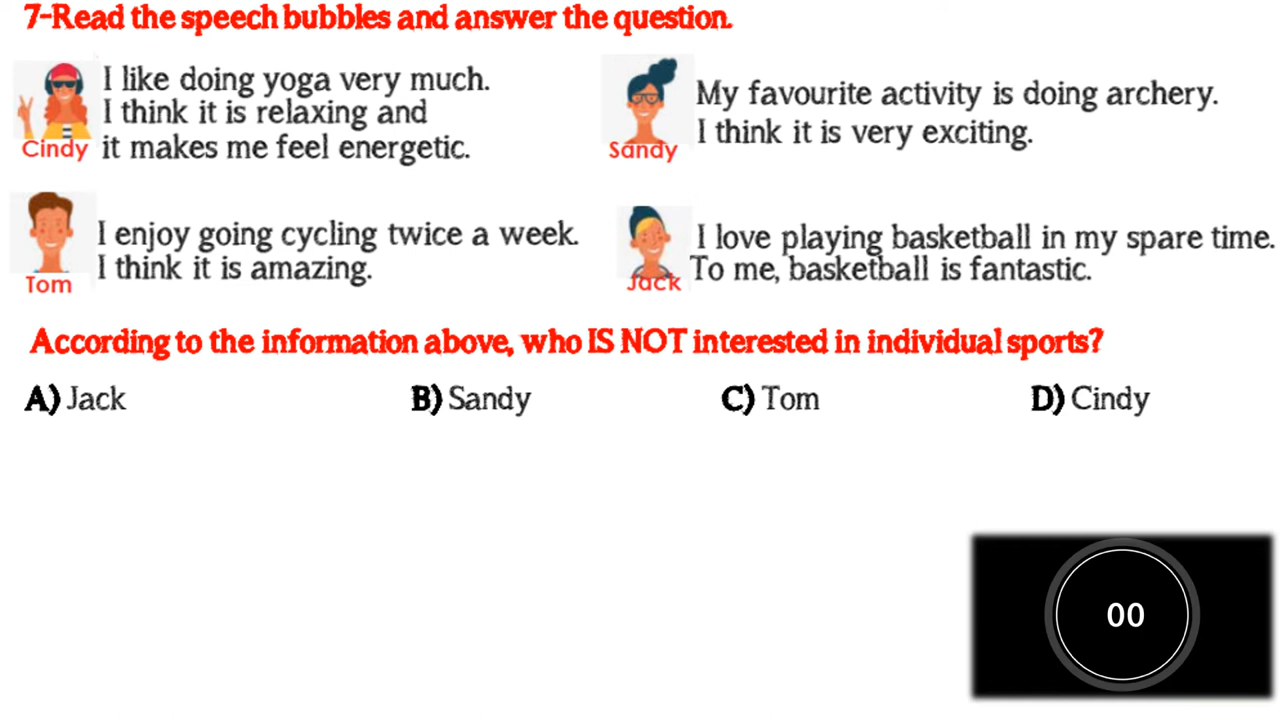 7-Read the speech bubbles and answer the question.
I like doing yoga very much.
I think it is relaxing and
it makes me feel energetic.
Cindy
My favourite activity is doing archery.
I think it is very exciting.
Sandy
I enjoy going cycling twice a week.
I think it is amazing.
Tom
I love playing basketball in my spare time.
To me, basketball is fantastic.
Jack
According to the information above, who IS NOT interested in individual sports?
A) Jack B) Sandy C) Tom D) Cindy
00